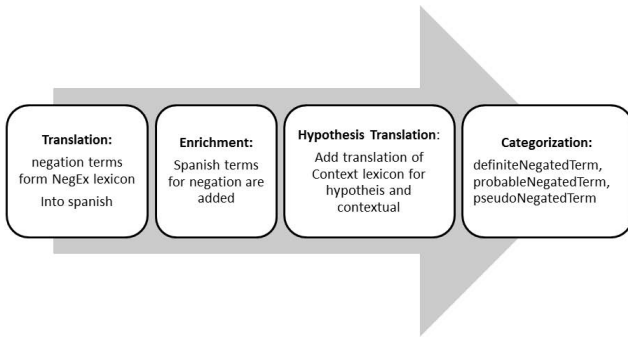 Translation:
negation terms
form NegEx lexicon
Into spanish
Enrichment:
Spanish terms
for negation are
added
Hypothesis Translation:
Add translation of
Context lexicon for
hypotheis and
contextual
Categorization:
definiteNegatedTerm,
probableNegatedTerm,
pseudoNegatedTerm